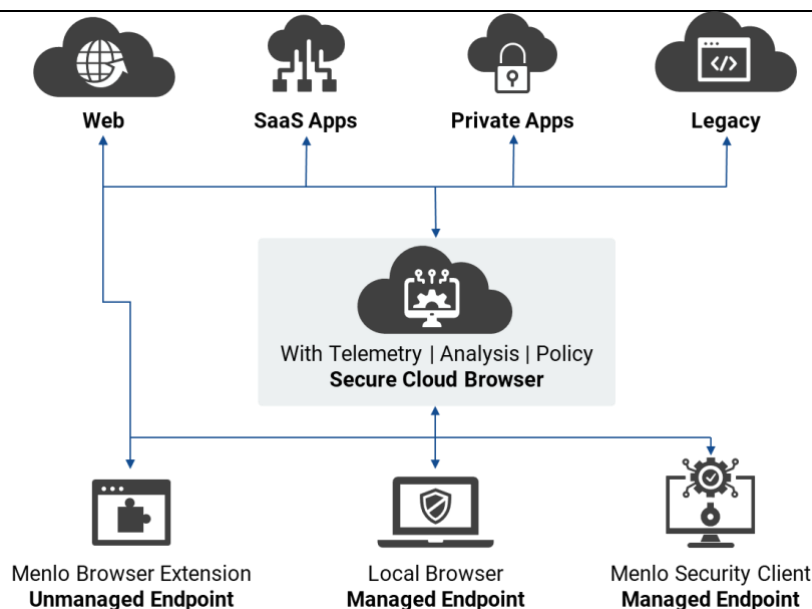 Web
SaaS Apps
Private Apps
Legacy
</>
With Telemetry | Analysis | Policy
Secure Cloud Browser
Menlo Browser Extension
Unmanaged Endpoint
Local Browser
Managed Endpoint
Menlo Security Client
Managed Endpoint